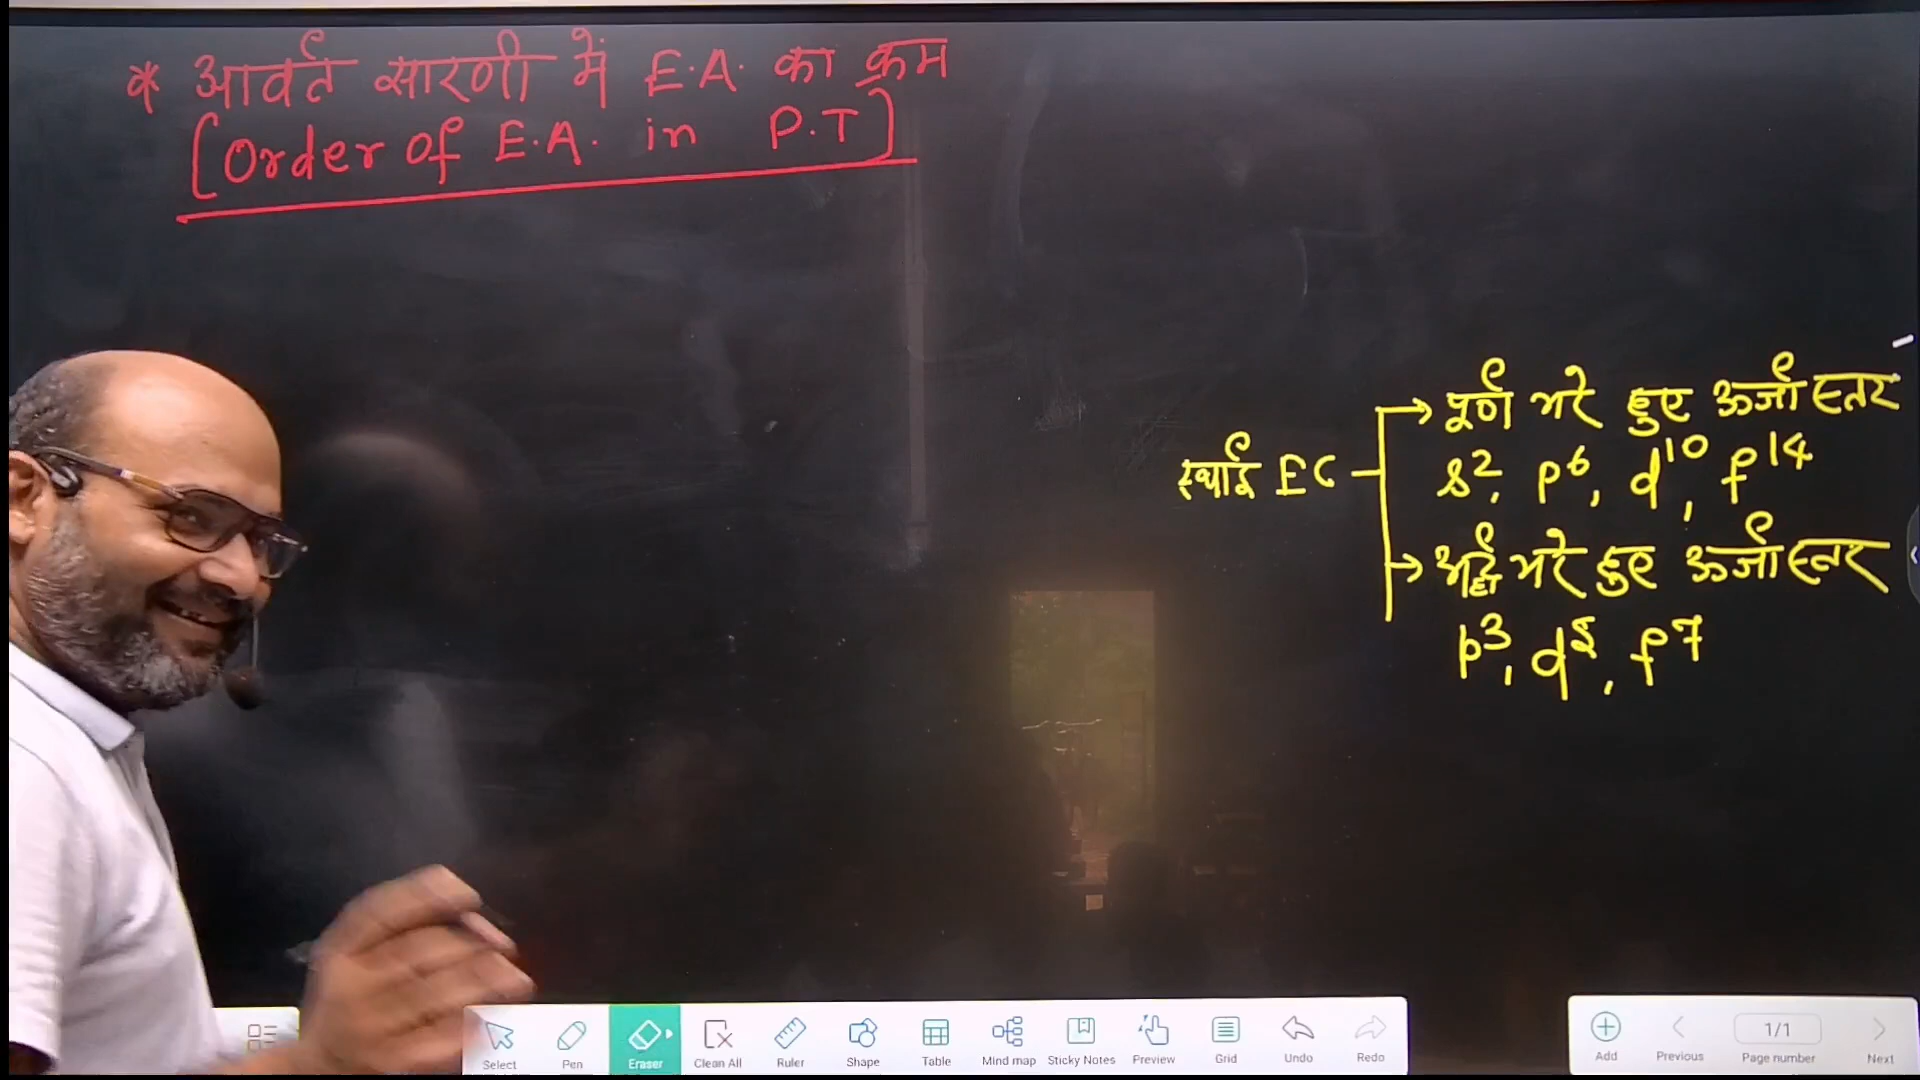 * आवर्त सारणी में E.A. का क्रम
[Order of E.A. in P.T]
पूर्ण भरे हुए ऊर्जा स्तर
स्थाई EC
s², p⁶, d¹⁰, f¹⁴
अर्द्ध भरे हुए ऊर्जा स्तर
p³, d⁵, f⁷
Select Pen Eraser Clean All Ruler Shape Table Mind map Sticky Notes Preview Grid Undo Redo
Add Previous 1/1 Page number Next